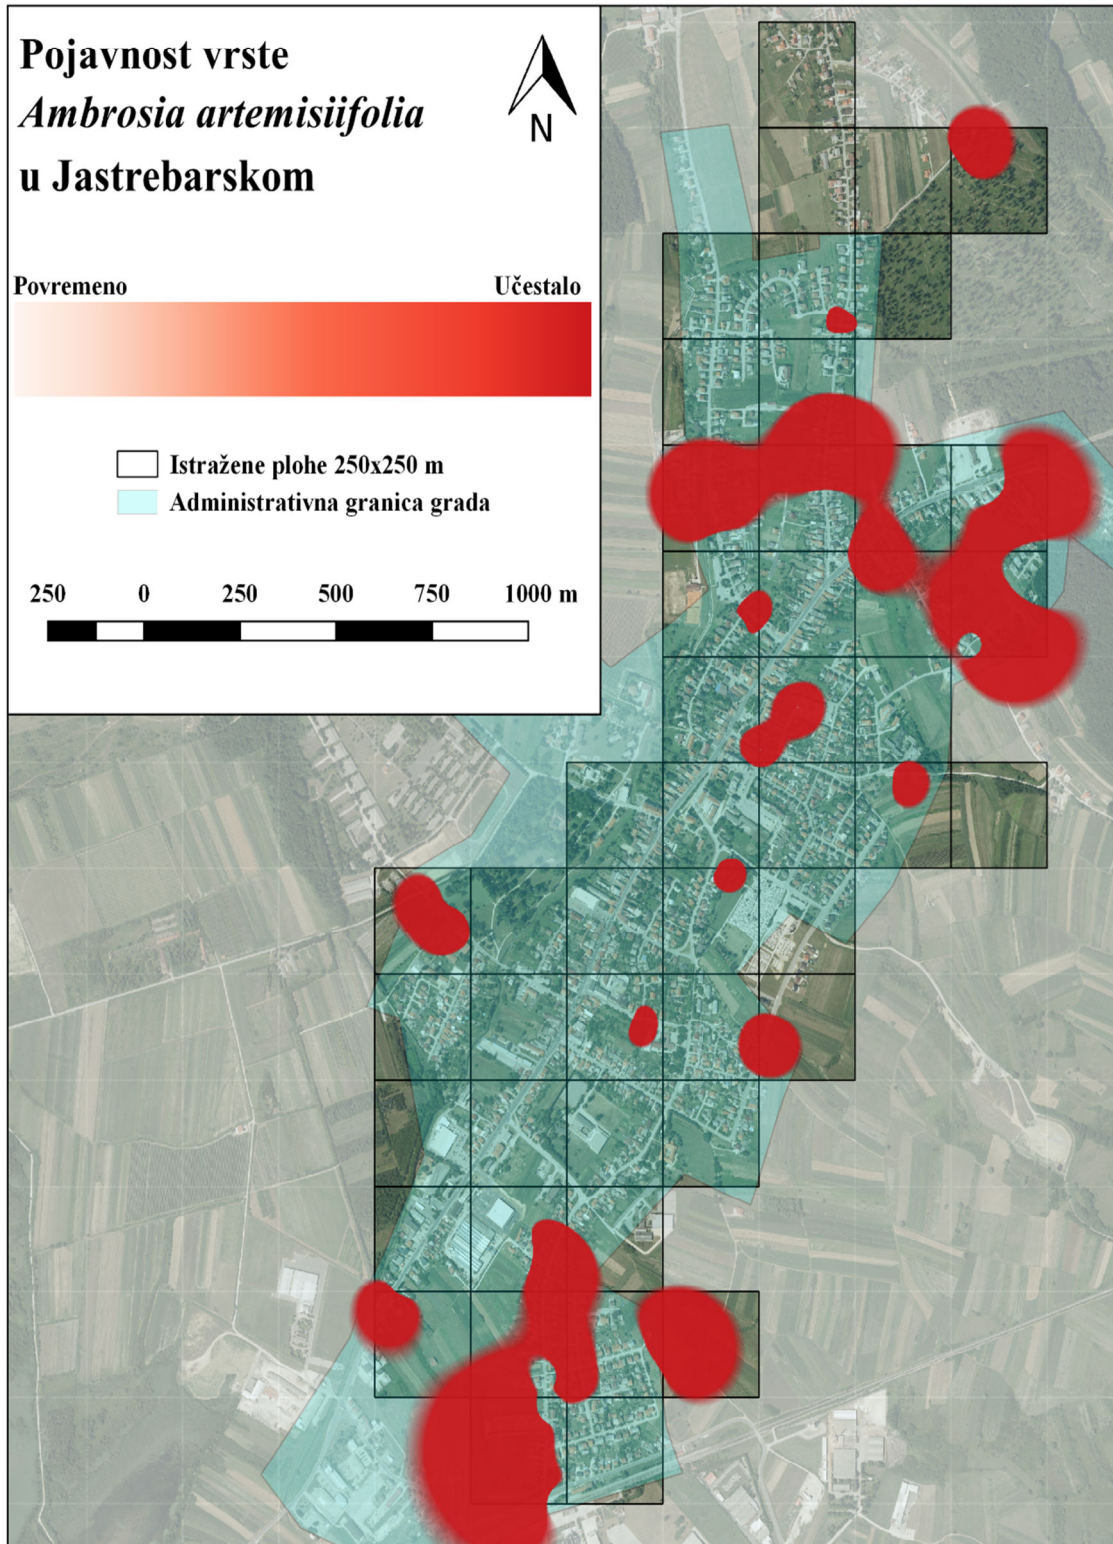 Pojavnost vrste
Ambrosia artemisiifolia
u Jastrebarskom
N
Povremeno Učestalo
Istražene plohe 250x250 m
Administrativna granica grada
250 0 250 500 750 1000 m